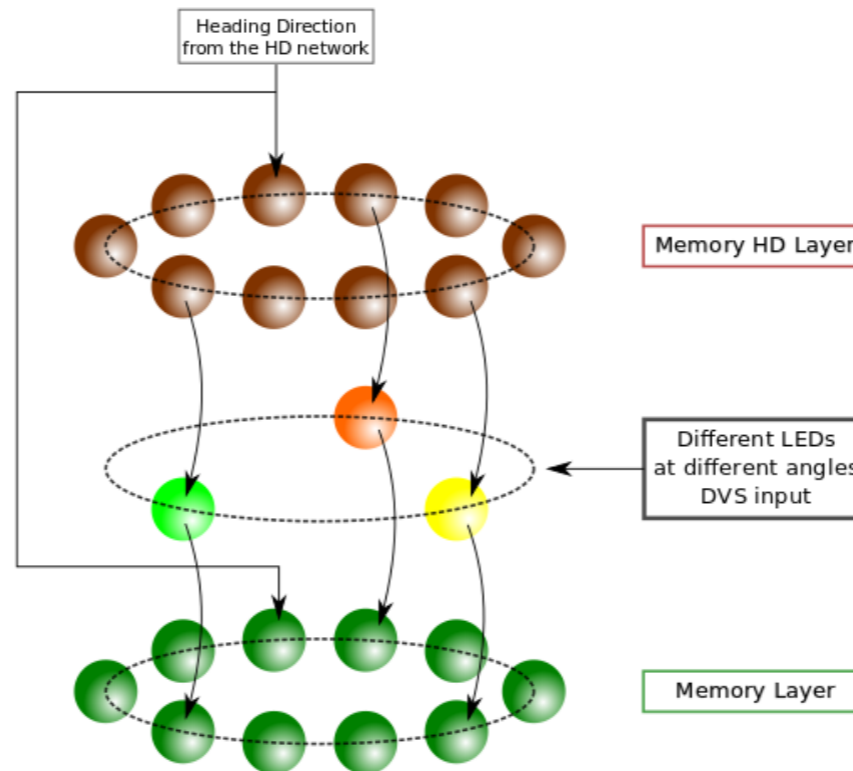 Heading Direction
from the HD network
Memory HD Layer
Different LEDs
at different angles
DVS input
Memory Layer